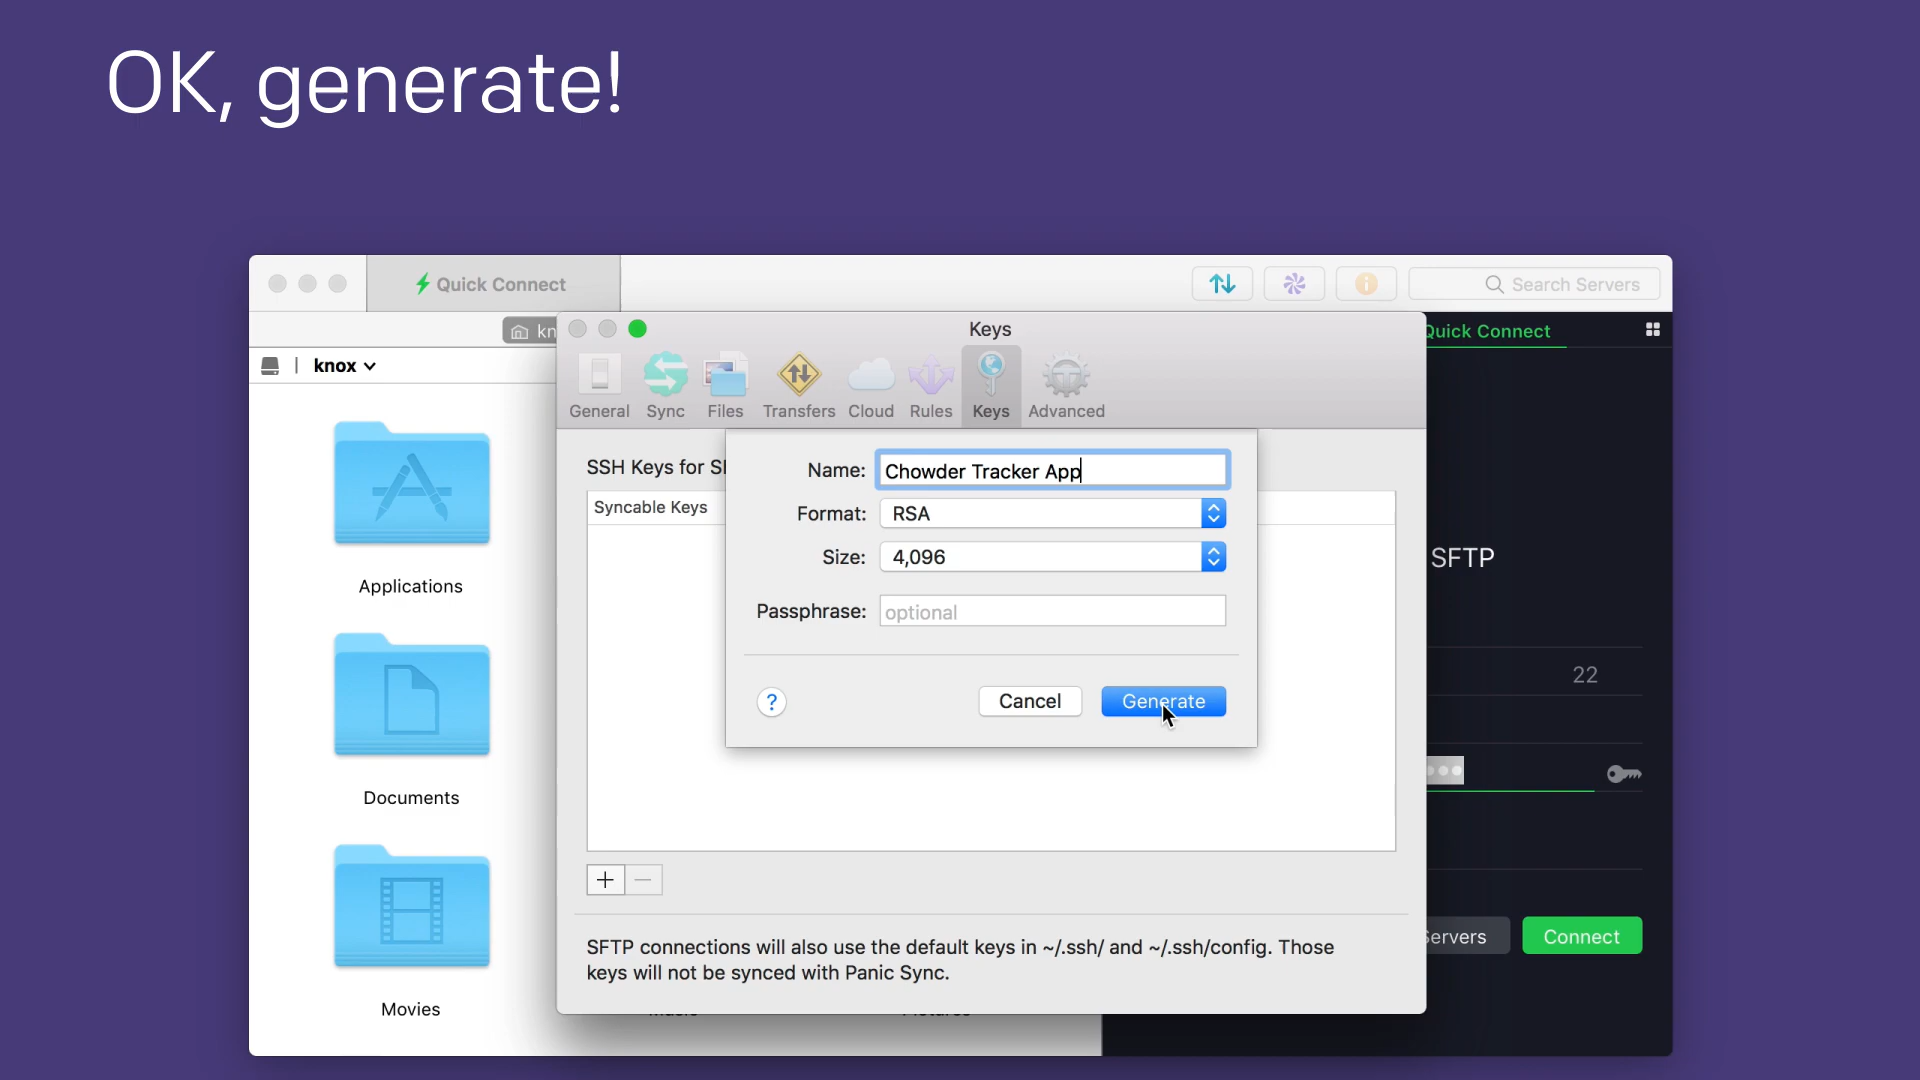 OK, generate!
Quick Connect
Search Servers
kn
Keys
Quick Connect
knox
General
Sync
Files
Transfers
Cloud
Rules
Keys
Advanced
SSH Keys for S
Name: Chowder Tracker App
Syncable Keys
Format: RSA
Size: 4,096
SFTP
Applications
Passphrase: optional
22
? Cancel Generate
Documents
+ −
ervers
Connect
SFTP connections will also use the default keys in ~/.ssh/ and ~/.ssh/config. Those
keys will not be synced with Panic Sync.
Movies